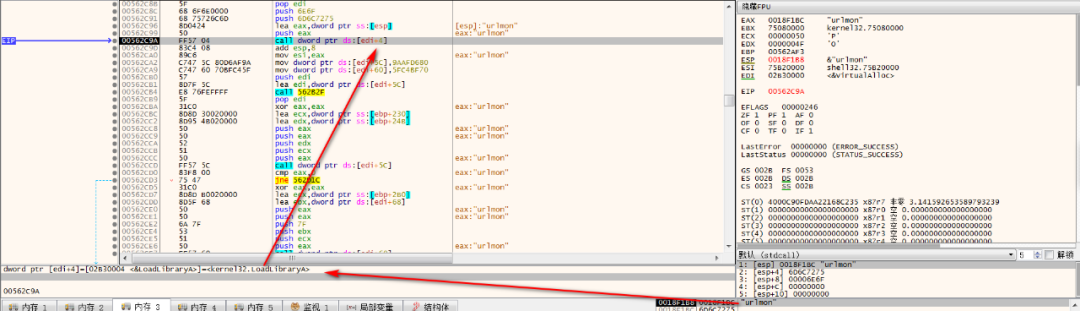 00562C8B 5F pop edi
00562C8C 68 6F6E0000 push 6E6F
00562C91 68 75726C6D push 6D6C7275
00562C96 8D0424 lea eax,dword ptr ss:[esp] [esp]:"urlmon"
00562C99 50 push eax eax:"urlmon"
00562C9A FF57 04 call dword ptr ds:[edi+4]
00562C9D 83C4 08 add esp,8
00562CA0 89C6 mov esi,eax eax:"urlmon"
00562CA2 C747 5C 80D6AF9A mov dword ptr ds:[edi+5C],9AAFD680
00562CA9 C747 60 70BFC45F mov dword ptr ds:[edi+60],5FC4BF70
00562CB0 57 push edi
00562CB1 8D7F 5C lea edi,dword ptr ds:[edi+5C]
00562CB4 E8 76FEFFFF call 562B2F
00562CB9 5F pop edi
00562CBA 31C0 xor eax,eax eax:"urlmon"
00562CBC 8D8D 30020000 lea ecx,dword ptr ss:[ebp+230]
00562CC2 8D95 4B020000 lea edx,dword ptr ss:[ebp+24B]
00562CC8 50 push eax eax:"urlmon"
00562CC9 50 push eax eax:"urlmon"
00562CCA 52 push edx
00562CCB 51 push ecx
00562CCC 50 push eax eax:"urlmon"
00562CCD FF57 5C call dword ptr ds:[edi+5C]
00562CD0 83F8 00 cmp eax,0 eax:"urlmon"
00562CD3 75 47 jne 562D1C
00562CD5 31C0 xor eax,eax eax:"urlmon"
00562CD7 8D8D B0020000 lea ecx,dword ptr ss:[ebp+2B0]
8D5F 68 lea ebx,dword ptr ds:[edi+68]
50 push eax eax:"urlmon"
50 push eax eax:"urlmon"
6A 7F push 7F
53 push ebx
51 push ecx
50 push eax eax:"urlmon"
dword ptr [edi+4]=[02B30004 <&LoadLibraryA>]=<kernel32.LoadLibraryA>
00562C9A
内存 1 内存 2 内存 3 内存 4 内存 5 监视 1 局部变量 结构体
隐藏FPU
EAX 0018F1BC "urlmon"
EBX 75080000 kernel32.75080000
ECX 00000050 'P'
EDX 0000004F 'O'
EBP 00562AF3
ESP 0018F1B8 &"urlmon"
ESI 75B20000 shell32.75B20000
EDI 02B30000 <&VirtualAlloc>
EIP 00562C9A
EFLAGS 00000246
ZF 1 PF 1 AF 0
OF 0 SF 0 DF 0
CF 0 TF 0 IF 1
LastError 00000000 (ERROR_SUCCESS)
LastStatus 00000000 (STATUS_SUCCESS)
GS 002B FS 0053
ES 002B DS 002B
CS 0023 SS 002B
ST(0) 4000C90FDAA22168C235 x87r7 非零 3.141592653589793239
ST(1) 00000000000000000000 x87r0 空 0.000000000000000000
ST(2) 00000000000000000000 x87r1 空 0.000000000000000000
ST(3) 00000000000000000000 x87r2 空 0.000000000000000000
ST(4) 00000000000000000000 x87r3 空 0.000000000000000000
默认 (stdcall) 5 解锁
1: [esp] 0018F1BC "urlmon"
2: [esp+4] 6D6C7275
3: [esp+8] 00006E6F
4: [esp+C] 00000000
5: [esp+10] 00000000
0018F1B8 0018F1BC "urlmon"
0018F1BC 6D6C7275